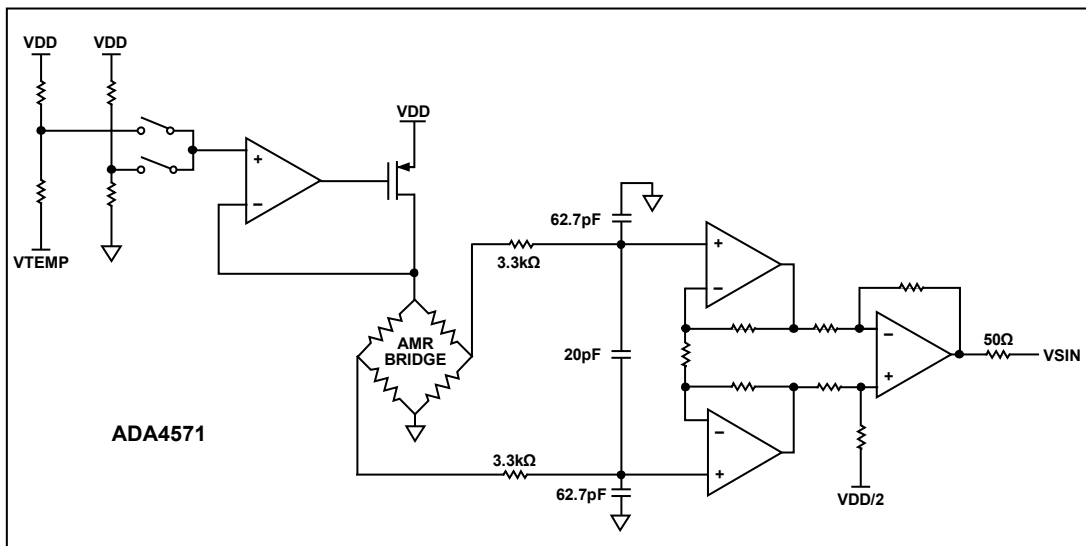 VDD
VDD
VDD
VTEMP
62.7pF
3.3kΩ
AMR
BRIDGE
20pF
50Ω
VSIN
ADA4571
3.3kΩ
62.7pF
VDD/2
+
−
+
−
−
+
−
+